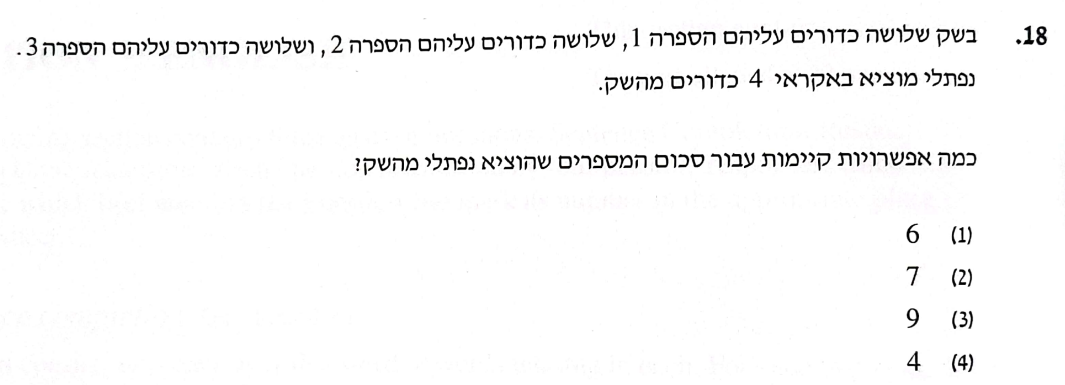 18. בשק שלושה כדורים עליהם הספרה 1, שלושה כדורים עליהם הספרה 2, ושלושה כדורים עליהם הספרה 3.
נפתלי מוציא באקראי 4 כדורים מהשק.
כמה אפשרויות קיימות עבור סכום המספרים שהוציא נפתלי מהשק?
(1) 6
(2) 7
(3) 9
(4) 4